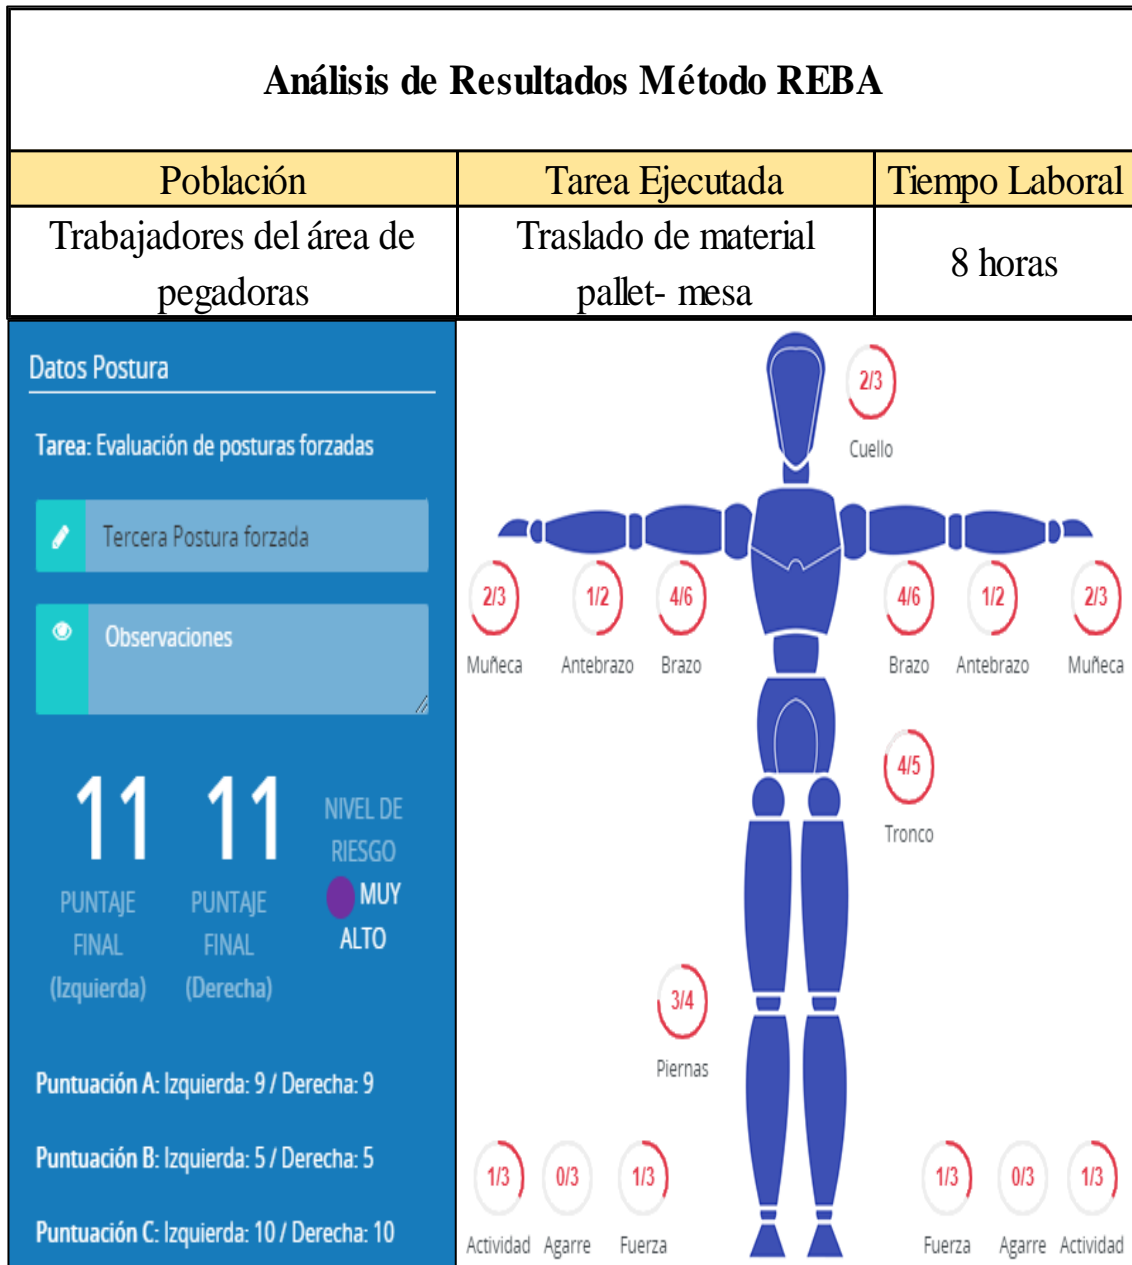 Análisis de Resultados Método REBA
Población
Tarea Ejecutada
Tiempo Laboral
Trabajadores del área de
pegadoras
Traslado de material
pallet- mesa
8 horas
Datos Postura
Tarea: Evaluación de posturas forzadas
Tercera Postura forzada
Observaciones
11
11
NIVEL DE
RIESGO
MUY
ALTO
PUNTAJE
FINAL
(Izquierda)
PUNTAJE
FINAL
(Derecha)
Puntuación A: Izquierda: 9 / Derecha: 9
Puntuación B: Izquierda: 5 / Derecha: 5
Puntuación C: Izquierda: 10 / Derecha: 10
2/3
Cuello
2/3
1/2
4/6
4/6
1/2
2/3
Muñeca
Antebrazo
Brazo
Brazo
Antebrazo
Muñeca
4/5
Tronco
3/4
Piernas
1/3
0/3
1/3
1/3
0/3
1/3
Actividad
Agarre
Fuerza
Fuerza
Agarre
Actividad